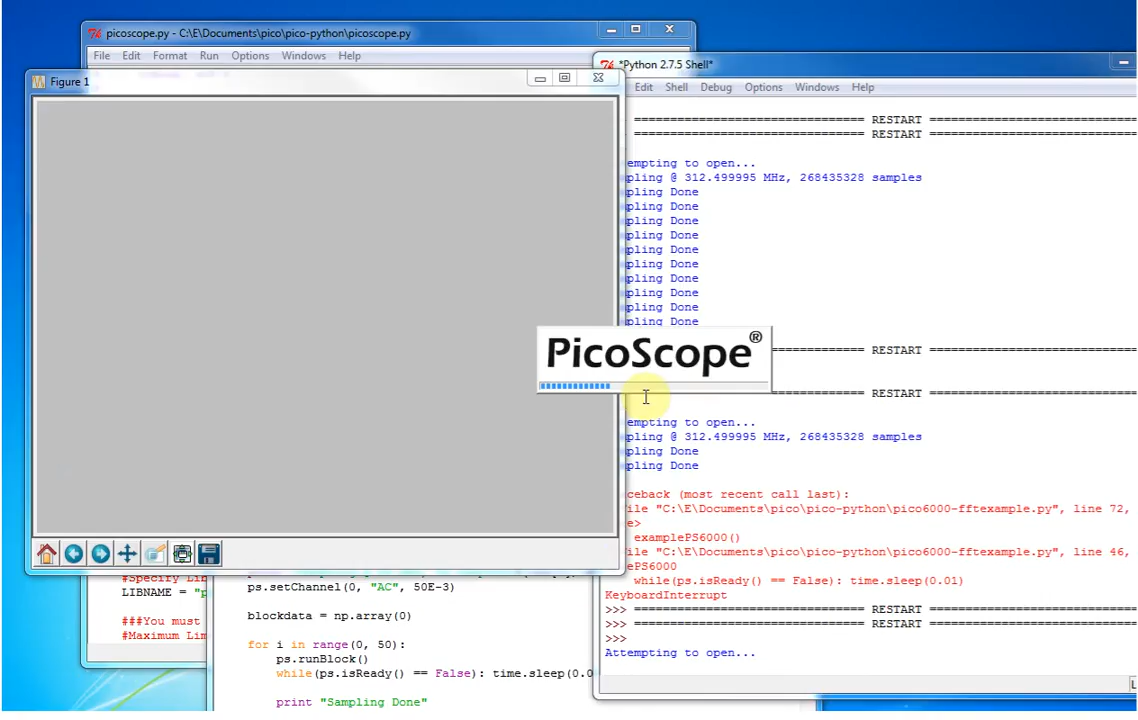 picoscope.py - C:\E\Documents\pico\pico-python\picoscope.py
File Edit Format Run Options Windows Help
Figure 1
*Python 2.7.5 Shell*
Edit Shell Debug Options Windows Help
================================ RESTART ================================
================================ RESTART ================================
empting to open...
pling @ 312.499995 MHz, 268435328 samples
pling Done
pling Done
pling Done
pling Done
pling Done
pling Done
pling Done
pling Done
pling Done
pling Done
=============== RESTART ================================
PicoScope®
=============== RESTART ================================
empting to open...
pling @ 312.499995 MHz, 268435328 samples
pling Done
pling Done
ceback (most recent call last):
ile "C:\E\Documents\pico\pico-python\pico6000-fftexample.py", line 72,
e>
examplePS6000()
ile "C:\E\Documents\pico\pico-python\pico6000-fftexample.py", line 46,
ePS6000
while(ps.isReady() == False): time.sleep(0.01)
KeyboardInterrupt
>>> ================================ RESTART ================================
>>> ================================ RESTART ================================
>>>
Attempting to open...
#Specify Lib
LIBNAME = "p
###You must
#Maximum Lim
ps.setChannel(0, "AC", 50E-3)
blockdata = np.array(0)
for i in range(0, 50):
ps.runBlock()
while(ps.isReady() == False): time.sleep(0.0
print "Sampling Done"